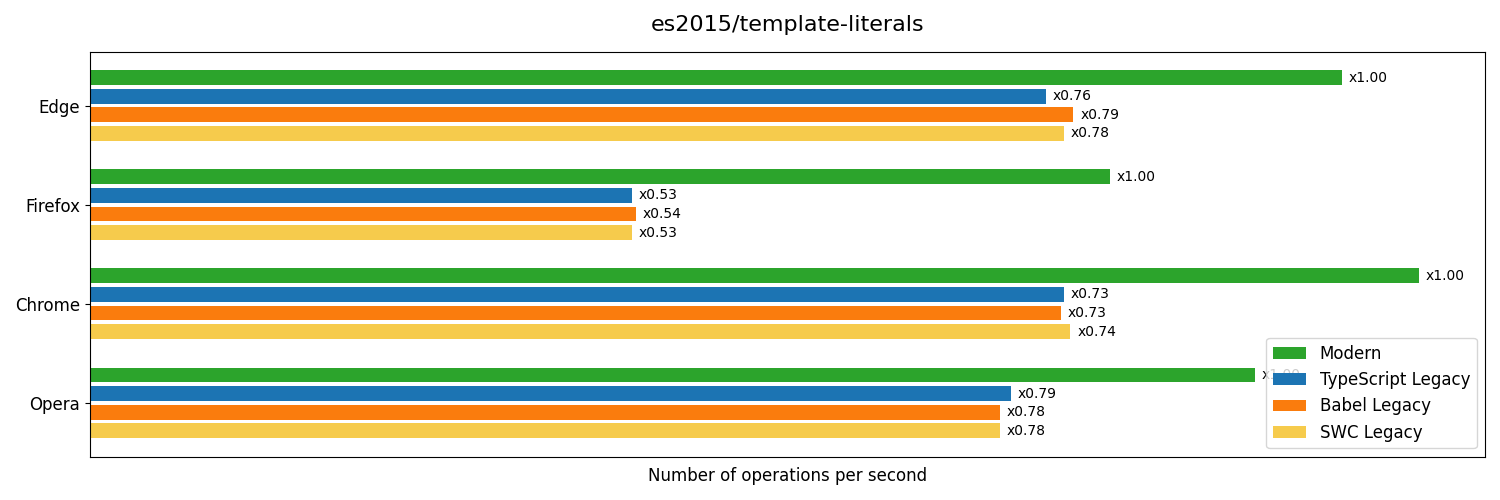 es2015/template-literals
Edge
x1.00
x0.76
x0.79
x0.78
Firefox
x1.00
x0.53
x0.54
x0.53
Chrome
x1.00
x0.73
x0.73
x0.74
Opera
x1.00
x0.79
x0.78
x0.78
Modern
TypeScript Legacy
Babel Legacy
SWC Legacy
Number of operations per second